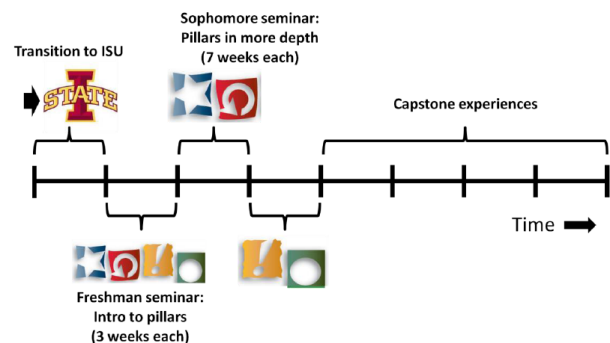 Transition to ISU
I
STATE
Sophomore seminar:
Pillars in more depth
(7 weeks each)
Capstone experiences
Time
Freshman seminar:
Intro to pillars
(3 weeks each)